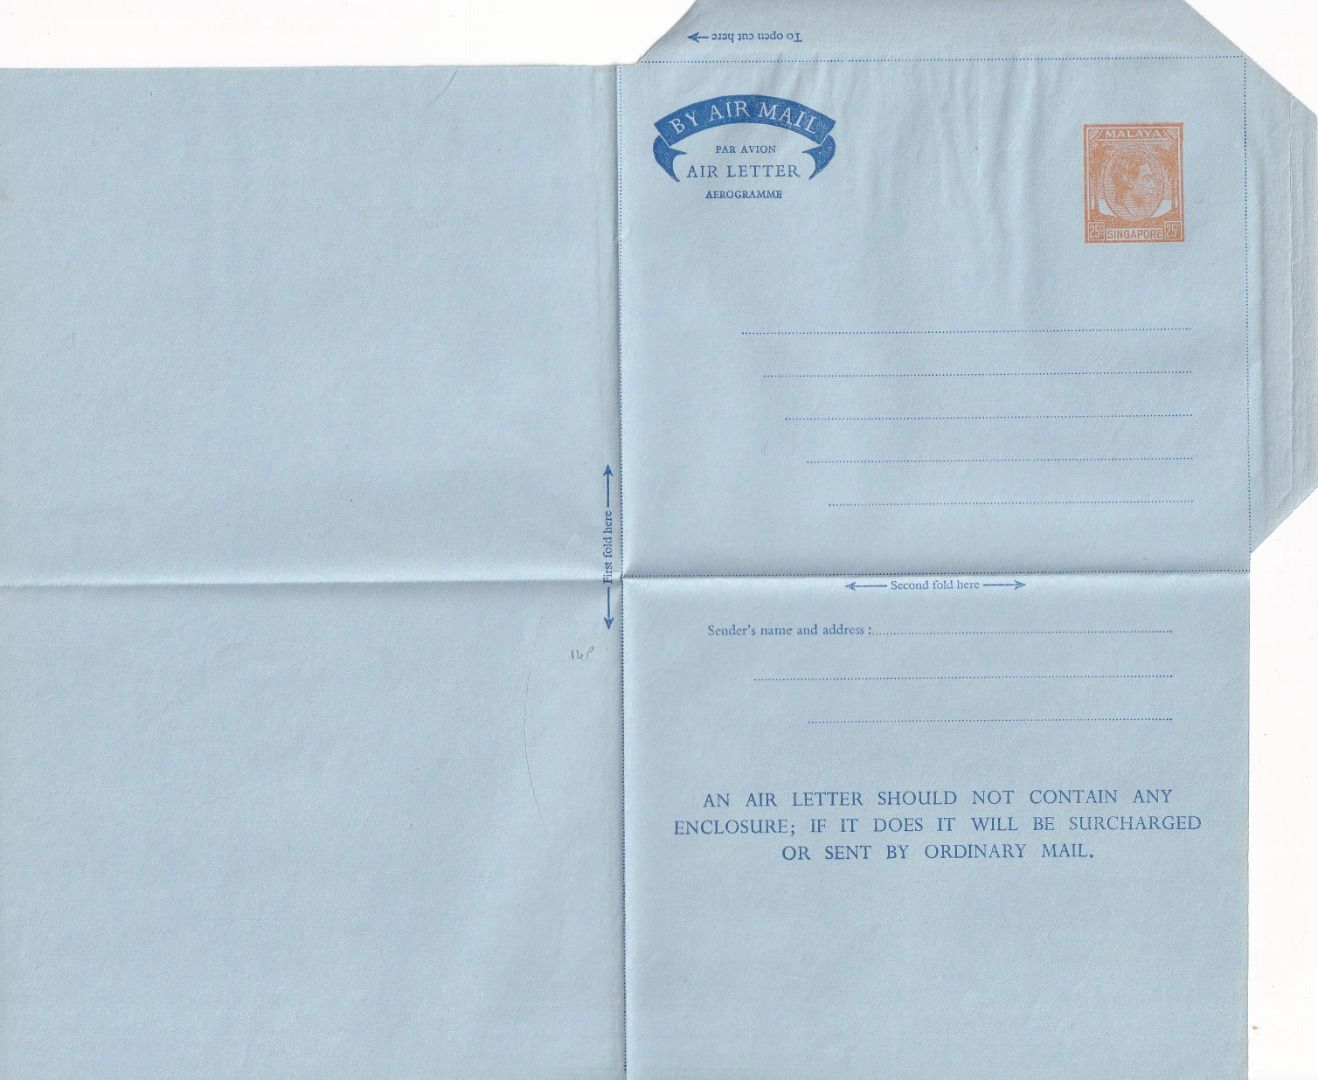 To open cut here
BY AIR MAIL
PAR AVION
AIR LETTER
AEROGRAMME
MALAYA
25c SINGAPORE 25c
First fold here
Second fold here
Sender's name and address :
AN AIR LETTER SHOULD NOT CONTAIN ANY
ENCLOSURE; IF IT DOES IT WILL BE SURCHARGED
OR SENT BY ORDINARY MAIL.